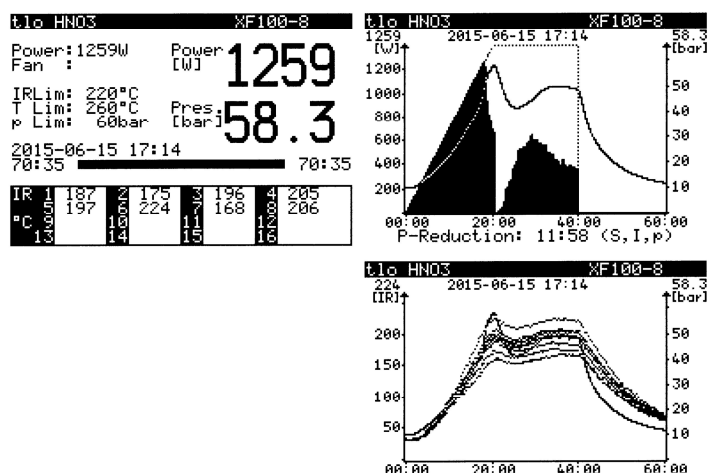 tlo HNO3 XF100-8
Power:1259W Power [W] 1259
Fan :
IRLim: 220°C
T Lim: 260°C Pres. [bar] 58.3
p Lim: 60bar
2015-06-15 17:14
70:35 70:35
IR 1 187 2 175 3 196 4 205
5 197 6 224 7 168 8 206
°C 9 10 11 12
13 14 15 16
tlo HNO3 XF100-8
1259 2015-06-15 17:14 58.3
[W] [bar]
1200
1000 50
800 40
600 30
400 20
200 10
00:00 20:00 40:00 60:00
P-Reduction: 11:58 (S,I,p)
tlo HNO3 XF100-8
224 2015-06-15 17:14 58.3
[IR] [bar]
200 50
150 40
100 30
50 20
10
00:00 20:00 40:00 60:00